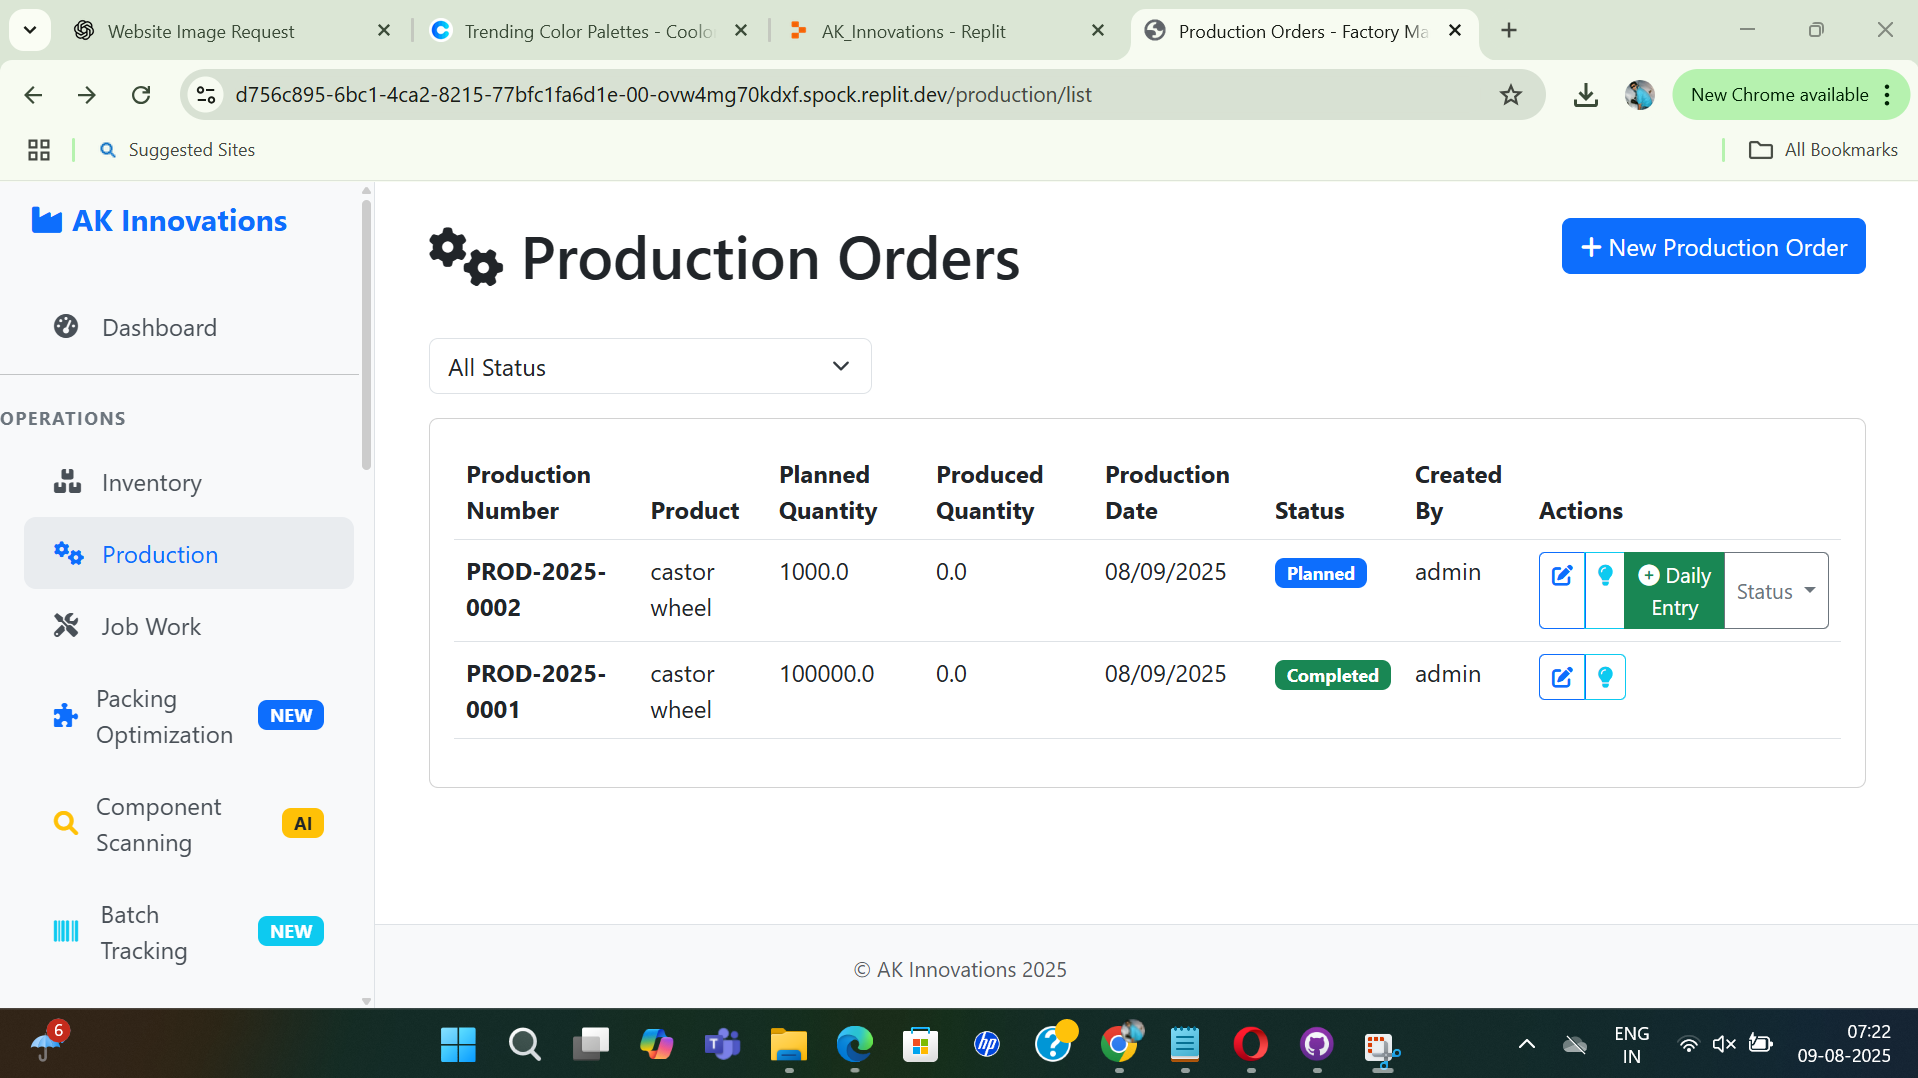 Website Image Request
Trending Color Palettes - Coolo
AK_Innovations - Replit
Production Orders - Factory Ma
d756c895-6bc1-4ca2-8215-77bfc1fa6d1e-00-ovw4mg70kdxf.spock.replit.dev/production/list
New Chrome available
Suggested Sites
All Bookmarks
AK Innovations
Dashboard
OPERATIONS
Inventory
Production
Job Work
Packing
Optimization
NEW
Component
Scanning
AI
Batch
Tracking
NEW
Production Orders
New Production Order
All Status
Production
Number
Product
Planned
Quantity
Produced
Quantity
Production
Date
Status
Created
By
Actions
PROD-2025-
0002
castor
wheel
1000.0
0.0
08/09/2025
Planned
admin
Daily
Entry
Status
PROD-2025-
0001
castor
wheel
100000.0
0.0
08/09/2025
Completed
admin
© AK Innovations 2025
6
T
hp
?
ENG
IN
07:22
09-08-2025